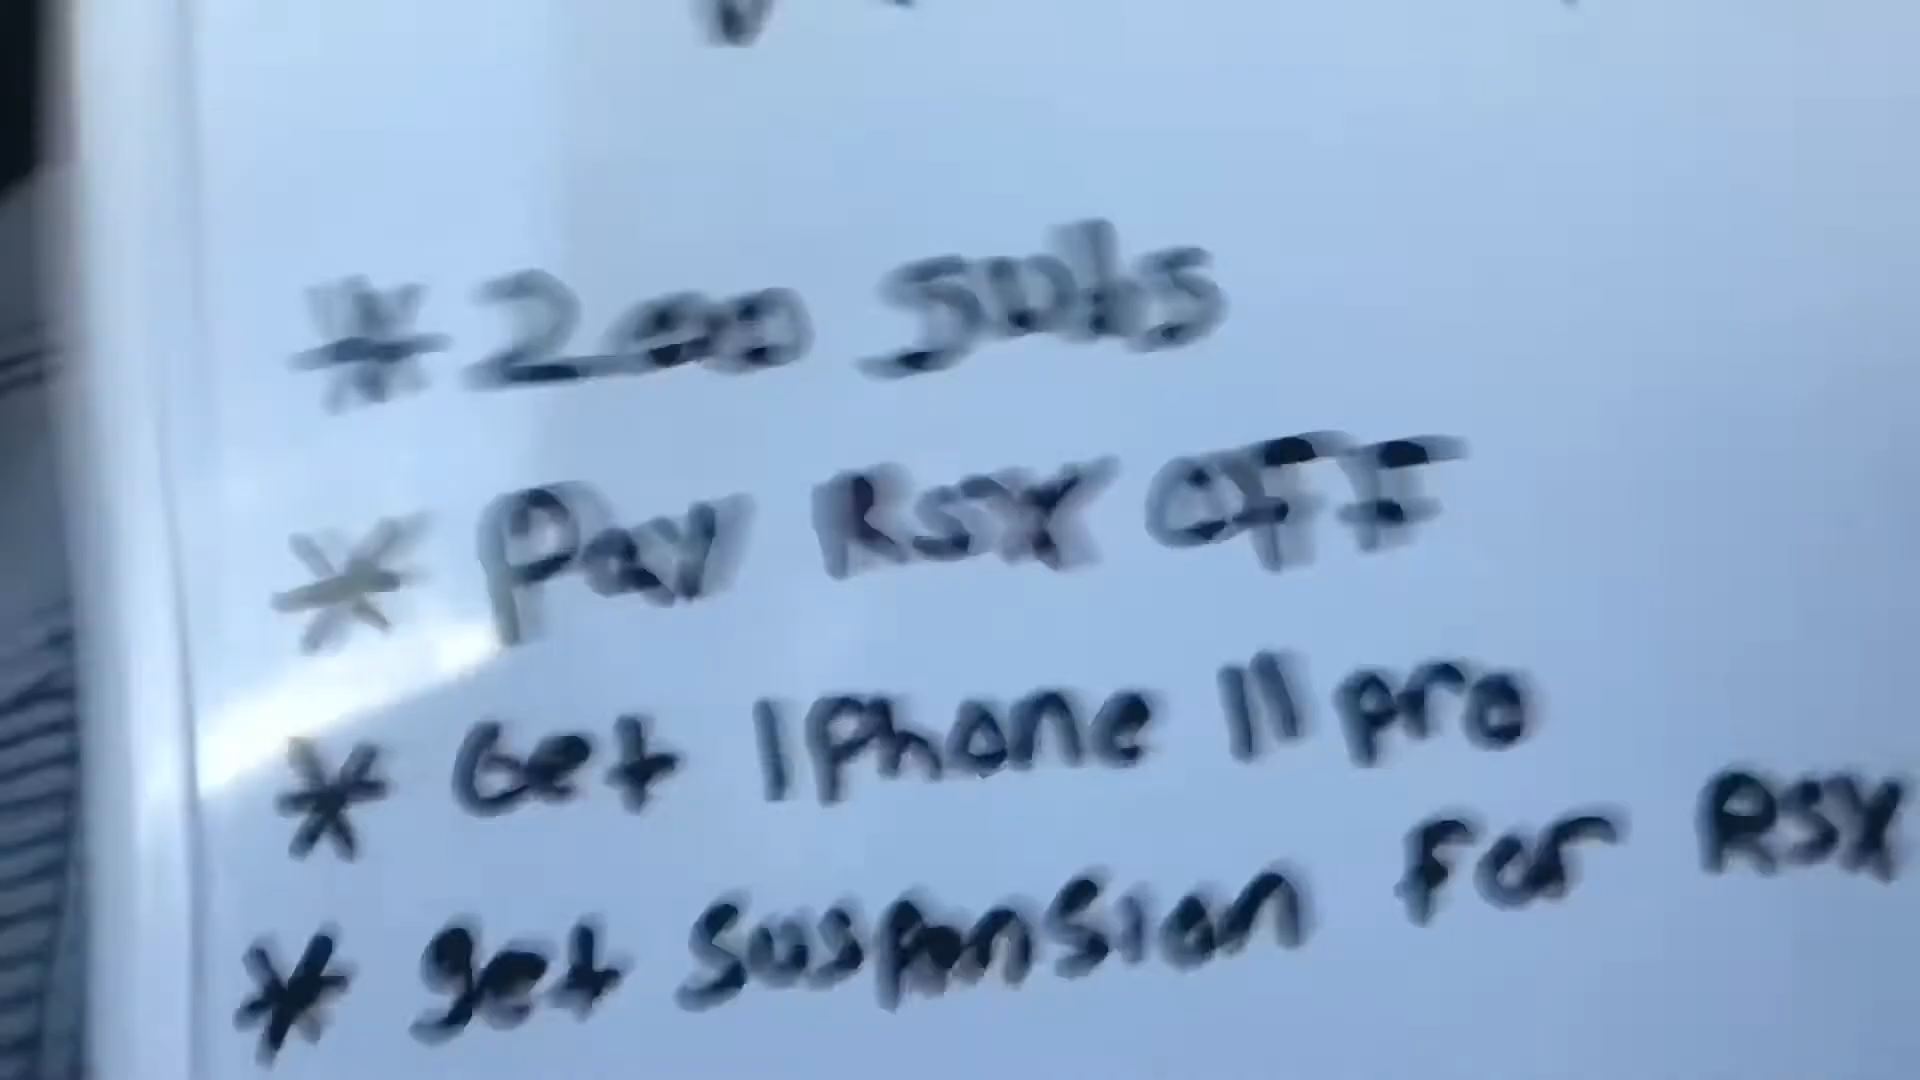 * 200 Subs
* Pay RSX OFF
* Get IPhone 11 pro
* get suspension For RSX